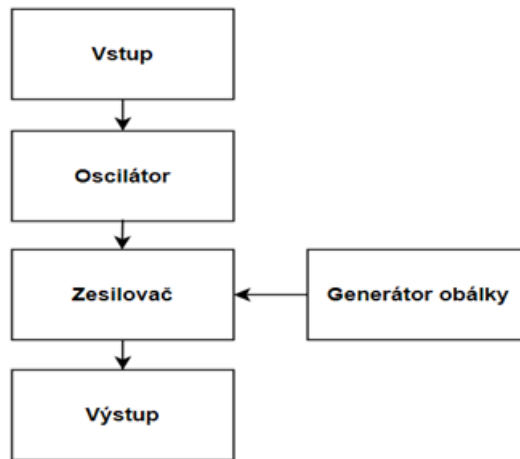 Vstup
Oscilátor
Zesilovač
Generátor obálky
Výstup